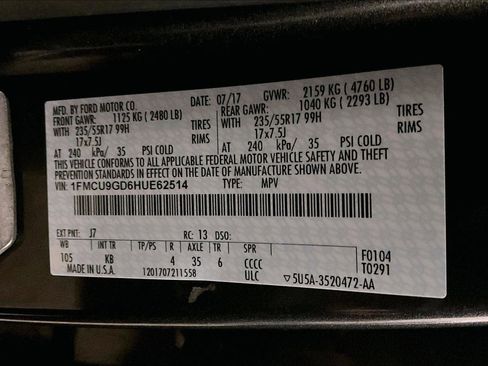 MFD. BY FORD MOTOR CO. DATE: 07/17 GVWR: 2159 KG ( 4760 LB)
FRONT GAWR: 1125 KG ( 2480 LB) REAR GAWR: 1040 KG ( 2293 LB)
WITH 235/55R17 99H TIRES WITH 235/55R17 99H TIRES
17x7.5J RIMS 17x7.5J RIMS
AT 240 kPa/ 35 PSI COLD AT 240 kPa/ 35
THIS VEHICLE CONFORMS TO ALL APPLICABLE FEDERAL MOTOR VEHICLE SAFETY AND THEFT
PREVENTION STANDARDS IN EFFECT ON THE DATE OF MANUFACTURE SHOWN ABOVE.
VIN: 1FMCU9GD6HUE62514 TYPE: MPV
EXT PNT: J7 RC: 13 DSO:
WB INT TR TP/PS R AXLE TR SPR
105 KB 4 35 6 CCCC
MADE IN U.S.A. 1201707211558 ULC 5U5A-3520472-AA
F0104
T0291